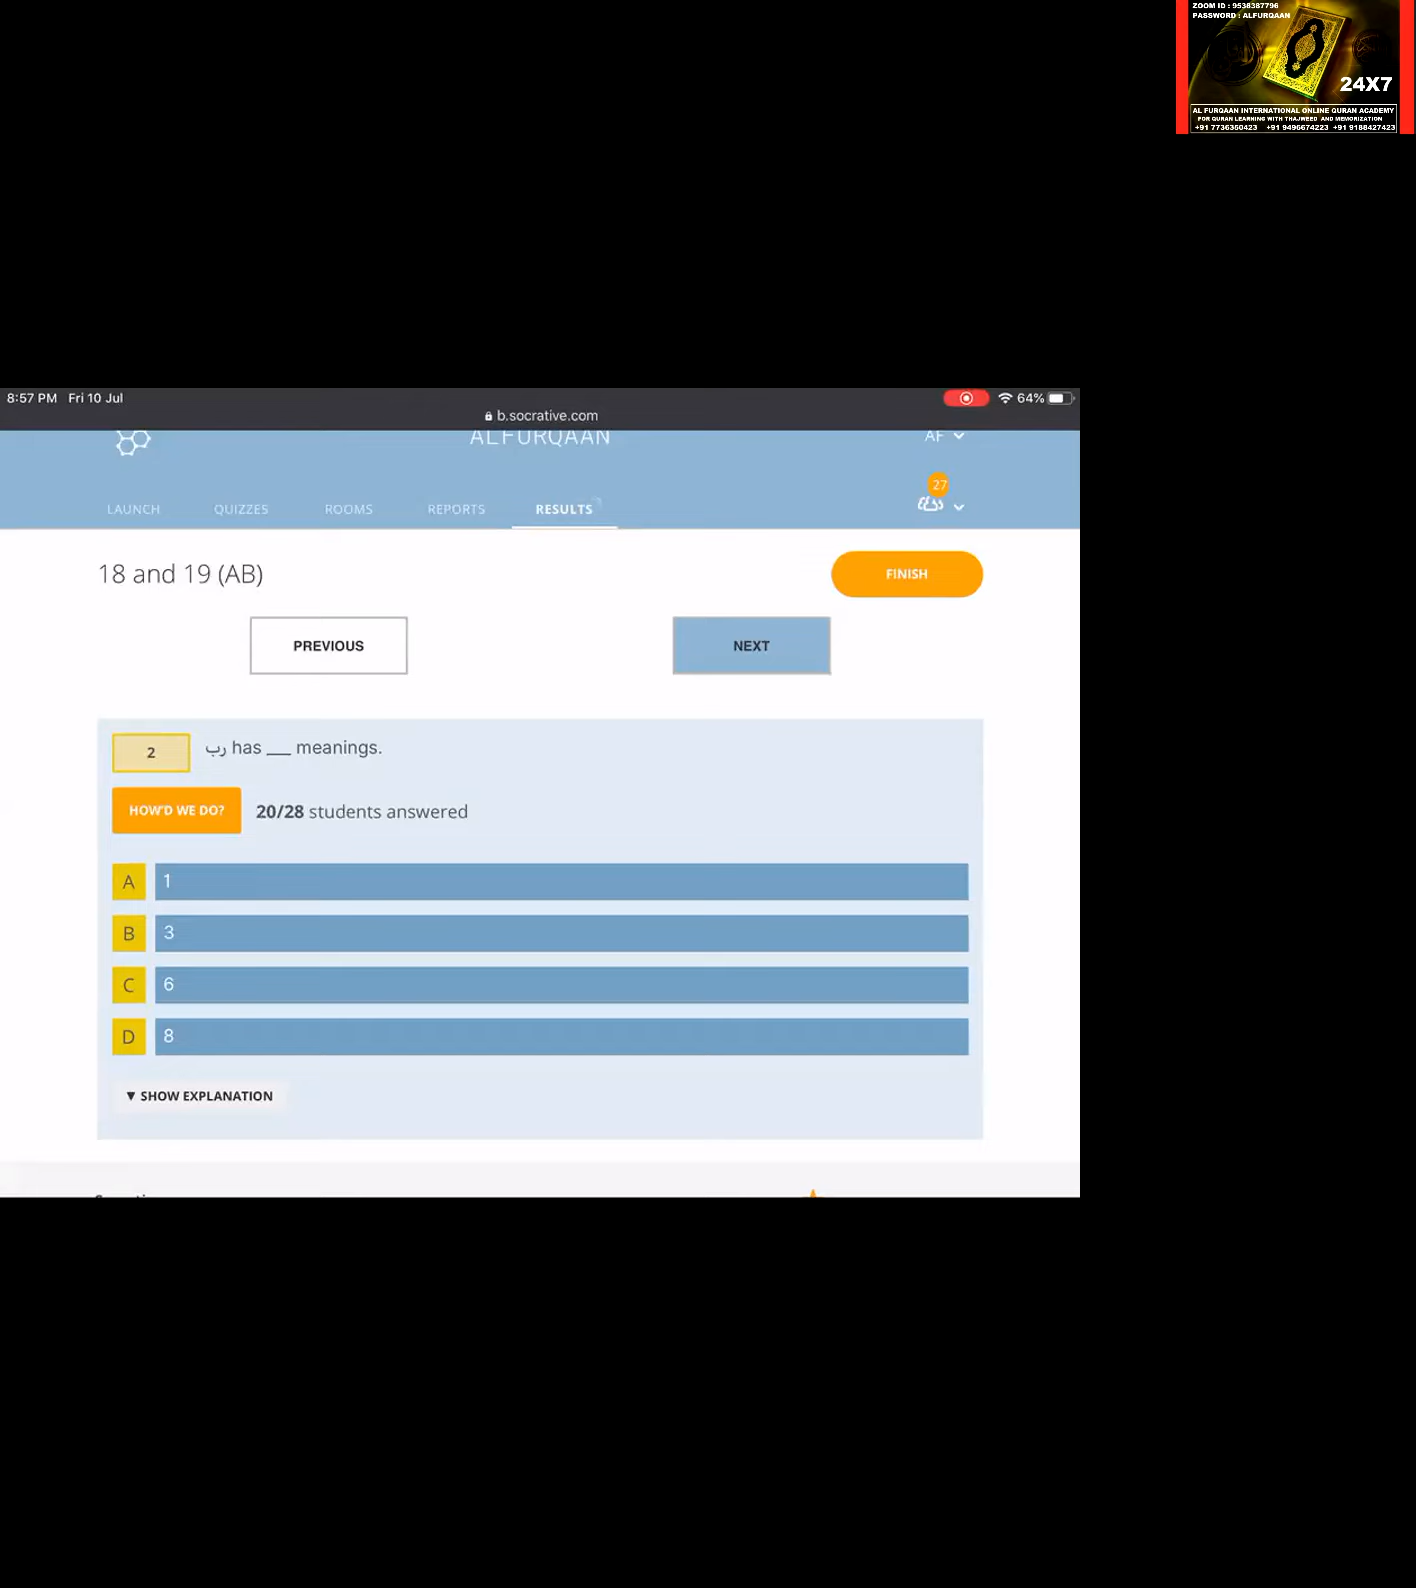 ZOOM ID : 9538387796
PASSWORD : ALFURQAAN
24X7
AL FURQAAN INTERNATIONAL ONLINE QURAN ACADEMY
FOR QURAN LEARNING WITH THAJWEED AND MEMORIZATION
+91 7736350423 +91 9496674223 +91 9188427423
8:57 PM Fri 10 Jul
64%
b.socrative.com
ALFURQAAN
AF
27
LAUNCH QUIZZES ROOMS REPORTS RESULTS
18 and 19 (AB)
FINISH
PREVIOUS NEXT
2 رب has ___ meanings.
HOW'D WE DO? 20/28 students answered
A 1
B 3
C 6
D 8
▼ SHOW EXPLANATION